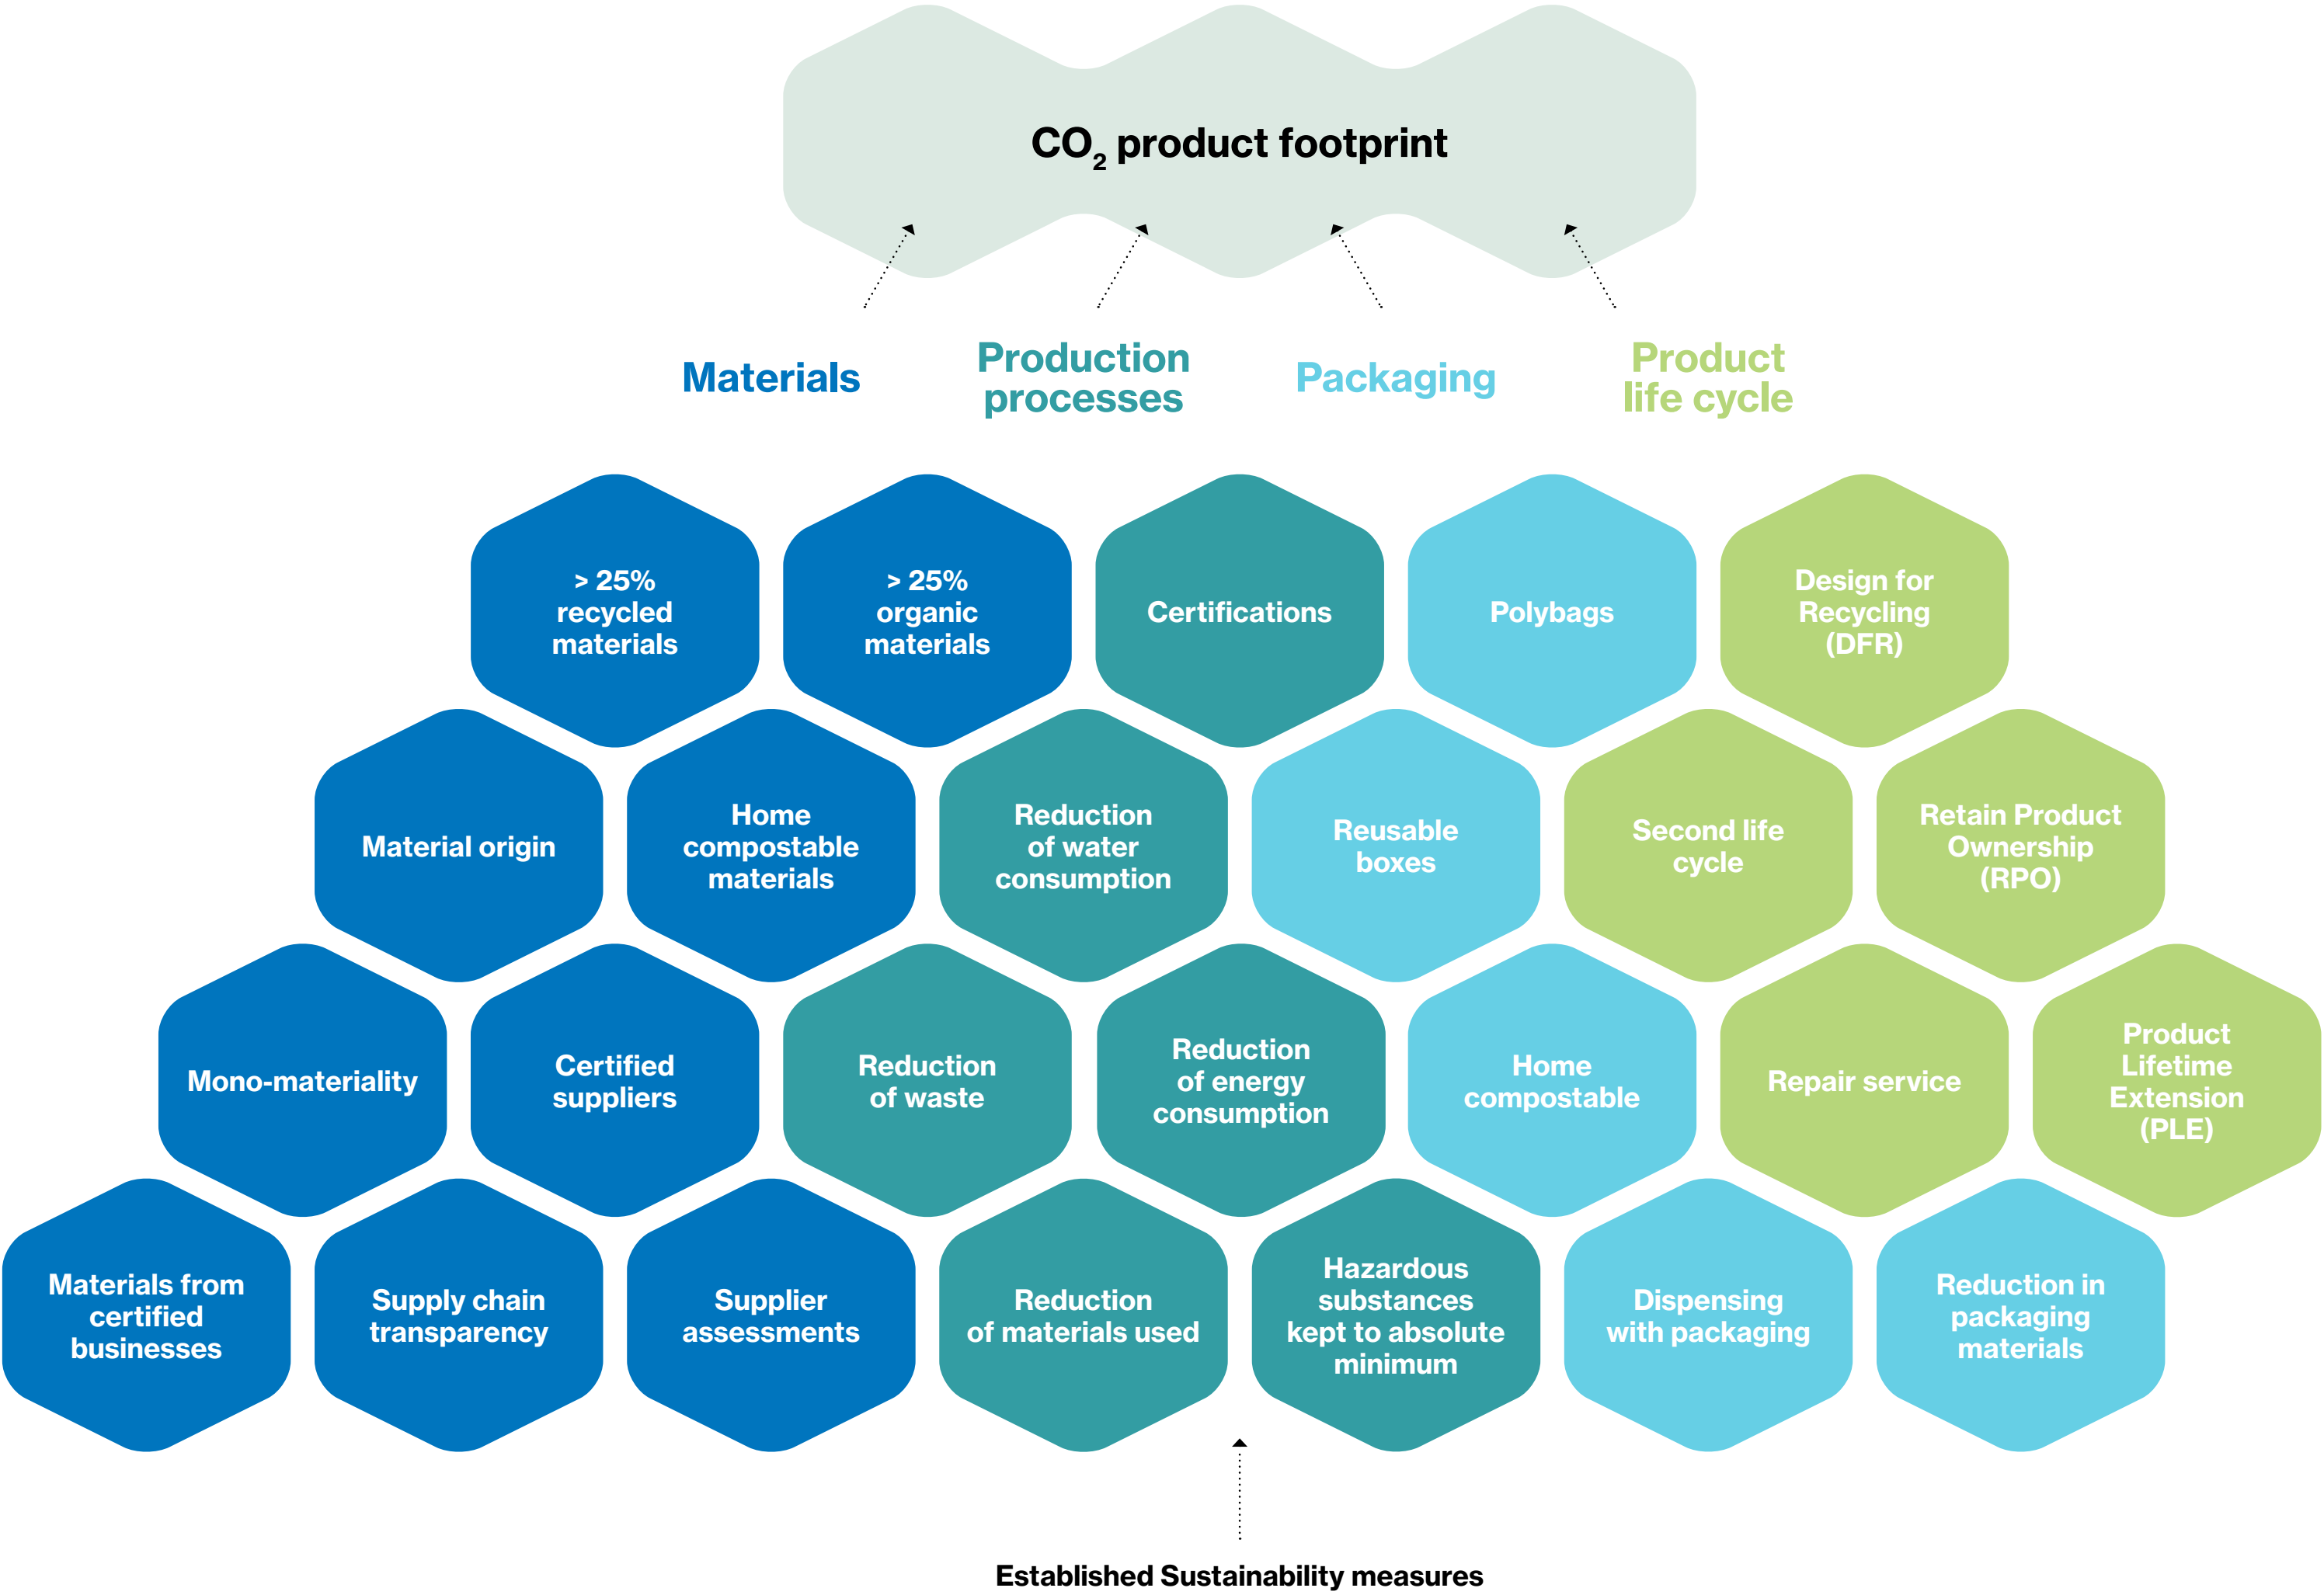 CO₂ product footprint
Materials
Production
processes
Packaging
Product
life cycle
> 25%
recycled
materials
> 25%
organic
materials
Certifications
Polybags
Design for
Recycling
(DFR)
Material origin
Home
compostable
materials
Reduction
of water
consumption
Reusable
boxes
Second life
cycle
Retain Product
Ownership
(RPO)
Mono-materiality
Certified
suppliers
Reduction
of waste
Reduction
of energy
consumption
Home
compostable
Repair service
Product
Lifetime
Extension
(PLE)
Materials from
certified
businesses
Supply chain
transparency
Supplier
assessments
Reduction
of materials used
Hazardous
substances
kept to absolute
minimum
Dispensing
with packaging
Reduction in
packaging
materials
Established Sustainability measures